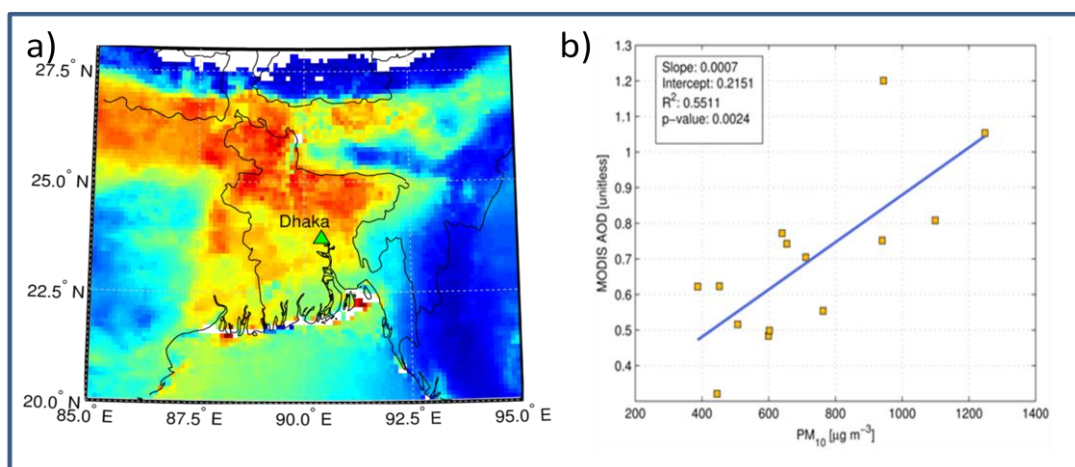 a)
27.5° N
25.0° N
22.5° N
20.0° N
85.0° E
87.5° E
90.0° E
92.5° E
95.0° E
Dhaka
b)
1.3
1.2
1.1
1
0.9
0.8
0.7
0.6
0.5
0.4
200
400
600
800
1000
1200
1400
MODIS AOD [unitless]
PM₁₀ [μg m⁻³]
Slope: 0.0007
Intercept: 0.2151
R²: 0.5511
p-value: 0.0024